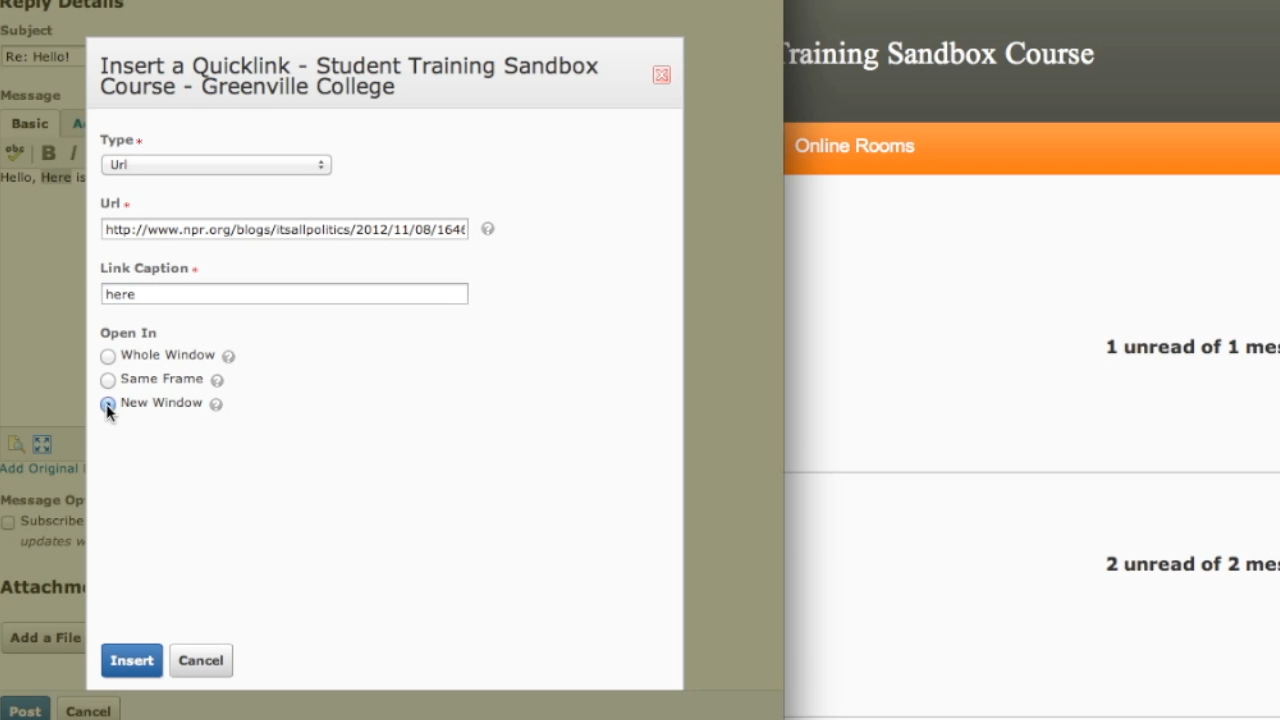 Reply Details
Subject
Re: Hello!
Message
Basic
abc B I
Hello, Here is
Add Original
Message Op
Subscribe
updates w
Attachm
Add a File
Post Cancel
Insert a Quicklink - Student Training Sandbox
Course - Greenville College
Type *
Url
Url *
http://www.npr.org/blogs/itsallpolitics/2012/11/08/1646
Link Caption *
here
Open In
Whole Window
Same Frame
New Window
Insert Cancel
Training Sandbox Course
Online Rooms
1 unread of 1 mes
2 unread of 2 mes